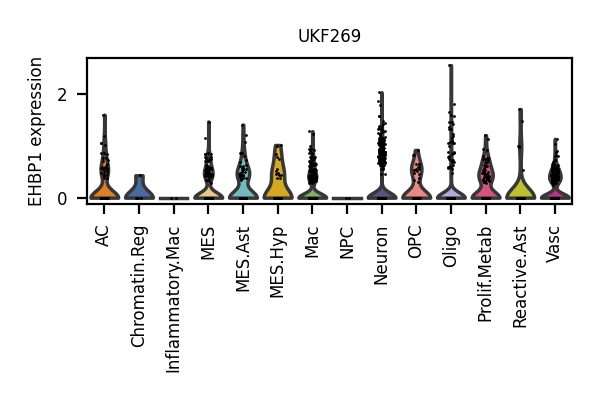 UKF269
EHBP1 expression
2
0
AC
Chromatin.Reg
Inflammatory.Mac
MES
MES.Ast
MES.Hyp
Mac
NPC
Neuron
OPC
Oligo
Prolif.Metab
Reactive.Ast
Vasc